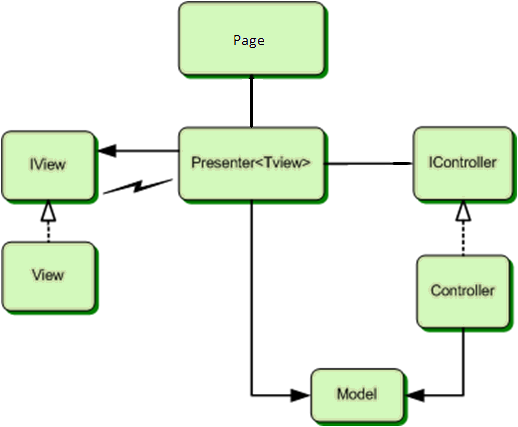 Page
IView
Presenter<Tview>
IController
View
Controller
Model